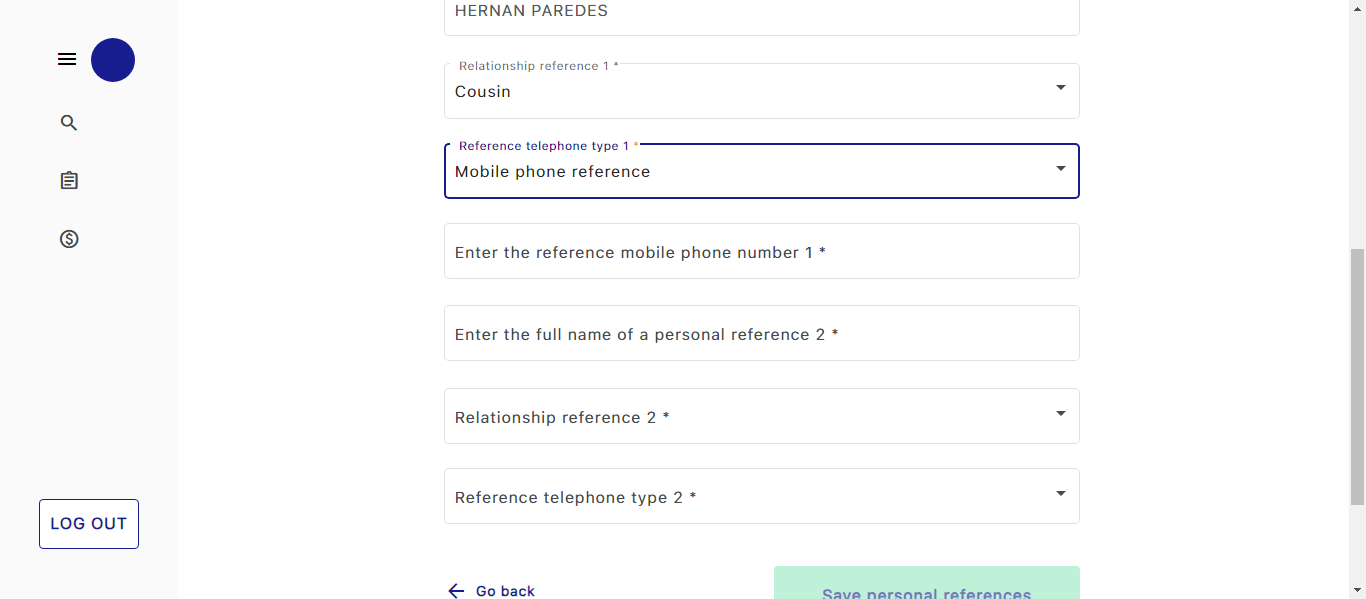 HERNAN PAREDES
Relationship reference 1 *
Cousin
Reference telephone type 1 *
Mobile phone reference
Enter the reference mobile phone number 1 *
Enter the full name of a personal reference 2 *
Relationship reference 2 *
Reference telephone type 2 *
LOG OUT
Go back
Save personal references